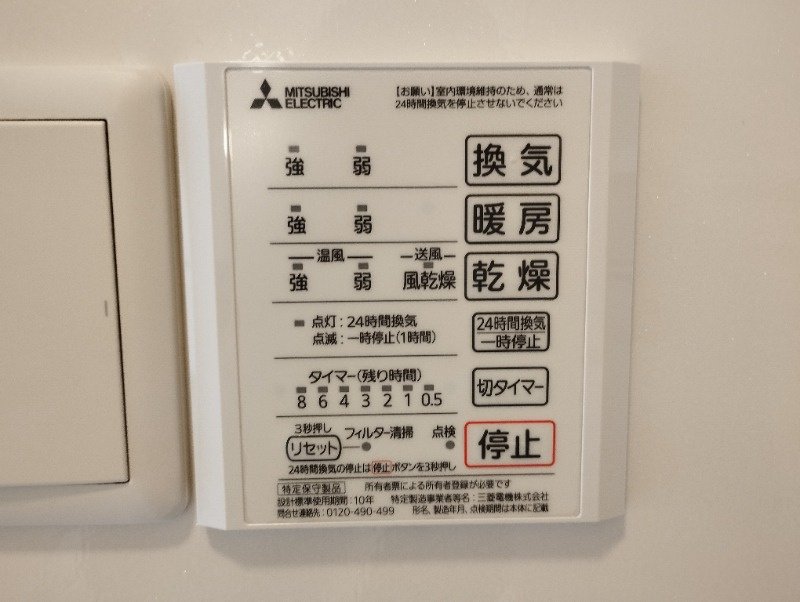 MITSUBISHI
ELECTRIC
【お願い】室内環境維持のため、通常は
24時間換気を停止させないでください
強 弱 換気
強 弱 暖房
温風 送風
強 弱 風乾燥 乾燥
点灯:24時間換気
点滅:一時停止(1時間)
24時間換気
一時停止
タイマー(残り時間)
8 6 4 3 2 1 0.5
切タイマー
3秒押し
リセット フィルター清掃 点検
停止
24時間換気の停止は停止ボタンを3秒押し
特定保守製品 所有者票による所有者登録が必要です
設計標準使用期間:10年 特定製造事業者等名:三菱電機株式会社
問合せ連絡先:0120-490-499 形名、製造年月、点検期間は本体に記載